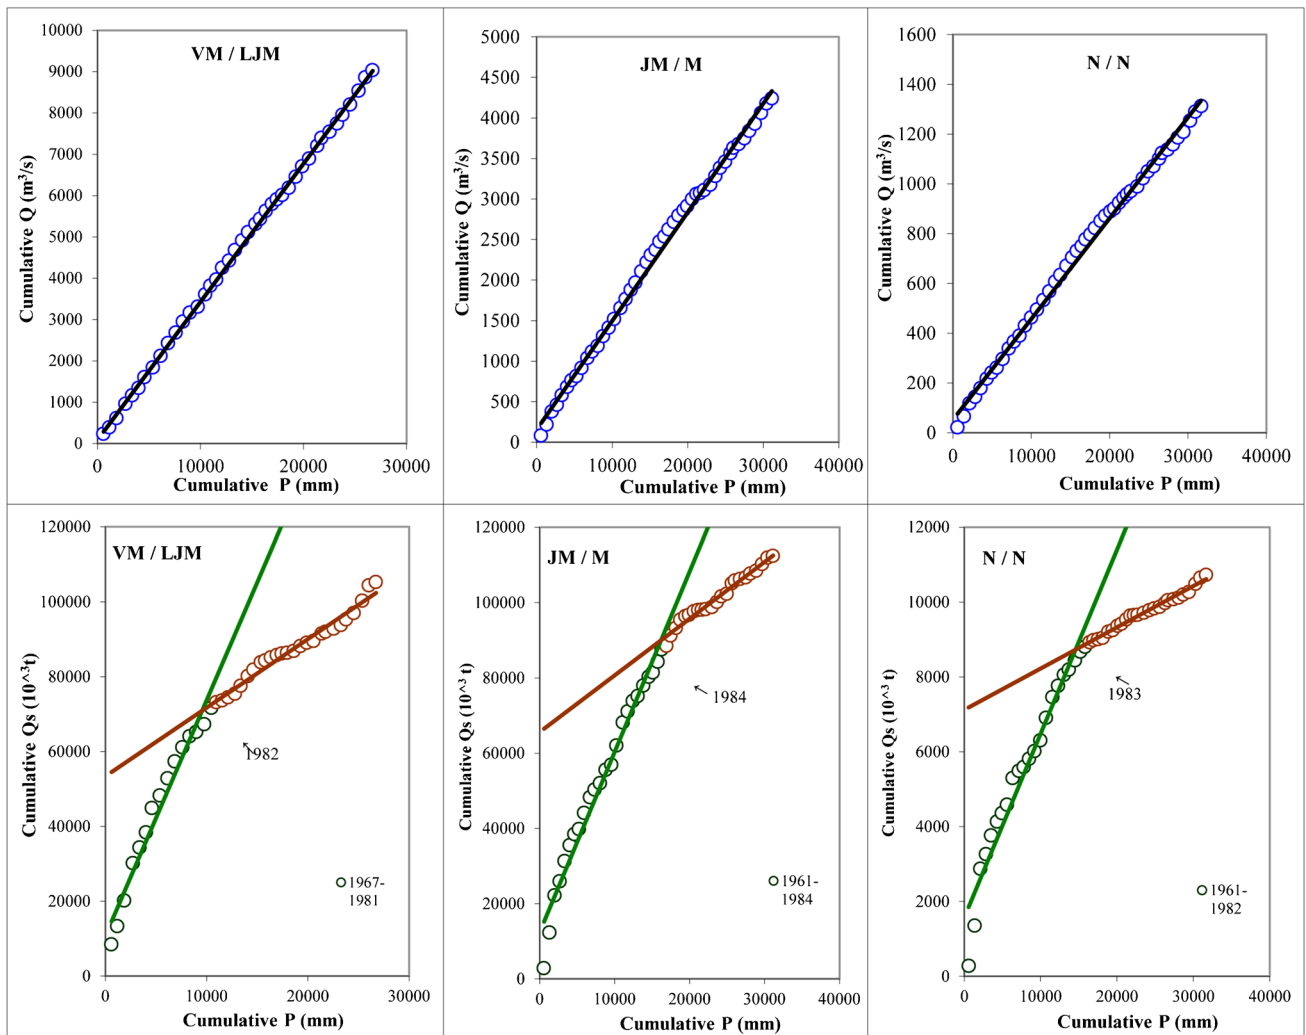 VM / LJM
Cumulative Q (m³/s)
10000
9000
8000
7000
6000
5000
4000
3000
2000
1000
0
0 10000 20000 30000
Cumulative P (mm)
JM / M
Cumulative Q (m³/s)
5000
4500
4000
3500
3000
2500
2000
1500
1000
500
0
0 10000 20000 30000 40000
Cumulative P (mm)
N / N
Cumulative Q (m³/s)
1600
1400
1200
1000
800
600
400
200
0
0 10000 20000 30000 40000
Cumulative P (mm)
VM / LJM
Cumulative Qs (10^³t)
120000
100000
80000
60000
40000
20000
0
1982
1967-
1981
0 10000 20000 30000
Cumulative P (mm)
JM / M
Cumulative Qs (10^³ t)
120000
100000
80000
60000
40000
20000
0
1984
1961-
1984
0 10000 20000 30000 40000
Cumulative P (mm)
N / N
Cumulative Qs (10^³ t)
12000
10000
8000
6000
4000
2000
0
1983
1961-
1982
0 10000 20000 30000 40000
Cumulative P (mm)